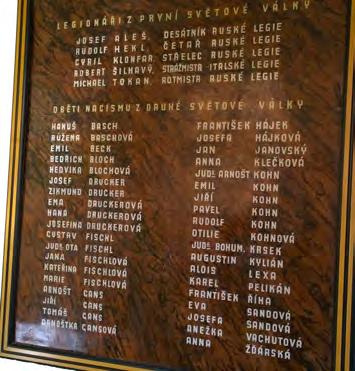 LEGIONÁŘI Z PRVNÍ SVĚTOVÉ VÁLKY
JOSEF ALEŠ, DESÁTNÍK RUSKÉ LEGIE
RUDOLF HEKL, ČETAŘ RUSKÉ LEGIE
CYRIL KLONFAR, STŘELEC RUSKÉ LEGIE
ROBERT ŠILHAVÝ, STRÁŽMISTR ITALSKÉ LEGIE
MICHAEL TOKAN, ROTMISTR RUSKÉ LEGIE
OBĚTI NACISMU Z DRUHÉ SVĚTOVÉ VÁLKY
HANUŠ BASCH
RŮŽENA BASCHOVÁ
EMIL BECK
BEDŘICH BLOCH
HEDVIKA BLOCHOVÁ
JOSEF DRUCKER
ZIKMUND DRUCKER
EMA DRUCKEROVÁ
HANA DRUCKEROVÁ
JOSEFINA DRUCKEROVÁ
GUSTAV FISCHL
JUDr. OTA FISCHL
JANA FISCHLOVÁ
KATEŘINA FISCHLOVÁ
MARIE FISCHLOVÁ
ARNOŠT GANS
JIŘÍ GANS
TOMÁŠ GANS
ARNOŠTKA GANSOVÁ
FRANTIŠEK HÁJEK
JOSEFA HÁJKOVÁ
JAN JANOVSKÝ
ANNA KLEČKOVÁ
JUDr. ARNOŠT KOHN
EMIL KOHN
JIŘÍ KOHN
PAVEL KOHN
RUDOLF KOHN
OTILIE KOHNOVÁ
JUDr. BOHUM. KRSEK
AUGUSTIN KYLIÁN
ALOIS LEXA
KAREL PELIKÁN
FRANTIŠEK ŘÍHA
EVA SANDOVÁ
JOSEFA SANDOVÁ
ANEŽKA VACHUTOVÁ
ANNA ŽĎÁRSKÁ